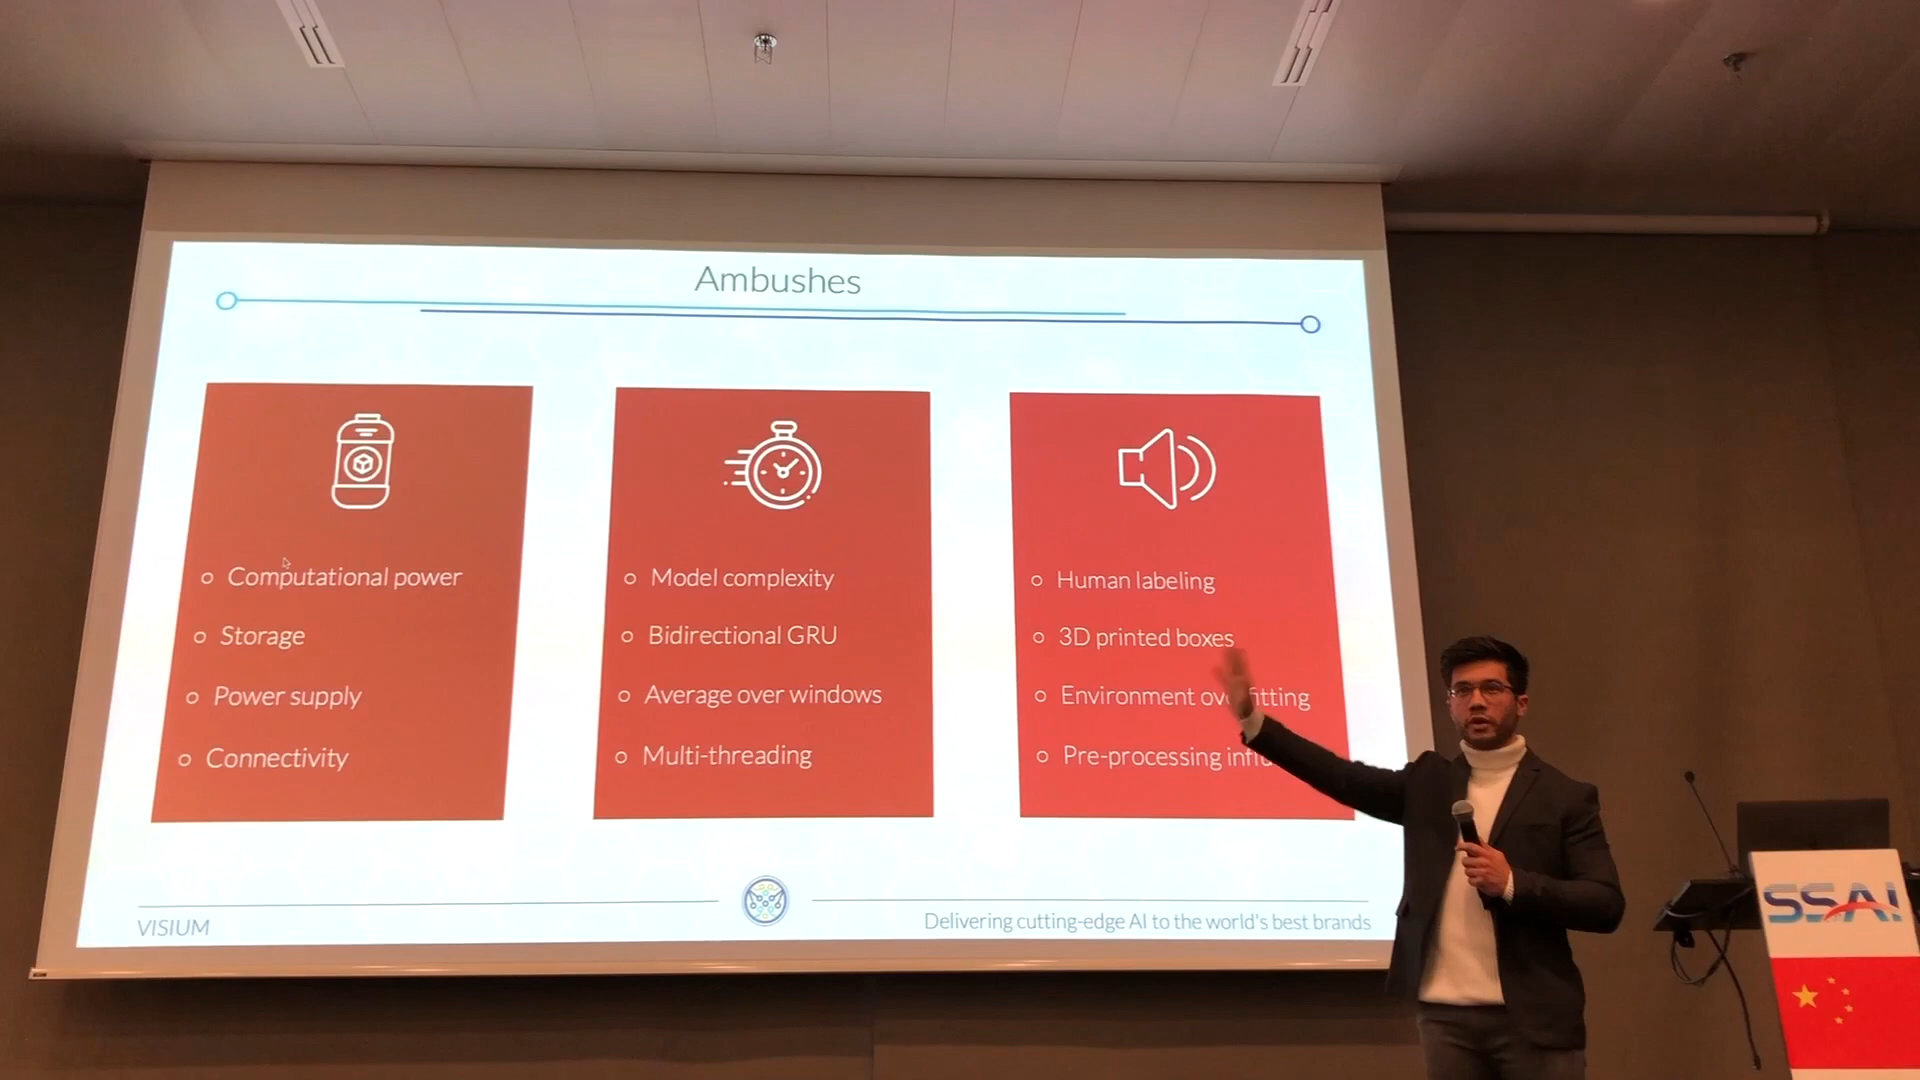 Ambushes
Computational power
Storage
Power supply
Connectivity
Model complexity
Bidirectional GRU
Average over windows
Multi-threading
Human labeling
3D printed boxes
Environment
Pre-processing
VISIUM
Delivering cutting-edge AI to the world's best brands
SSAI